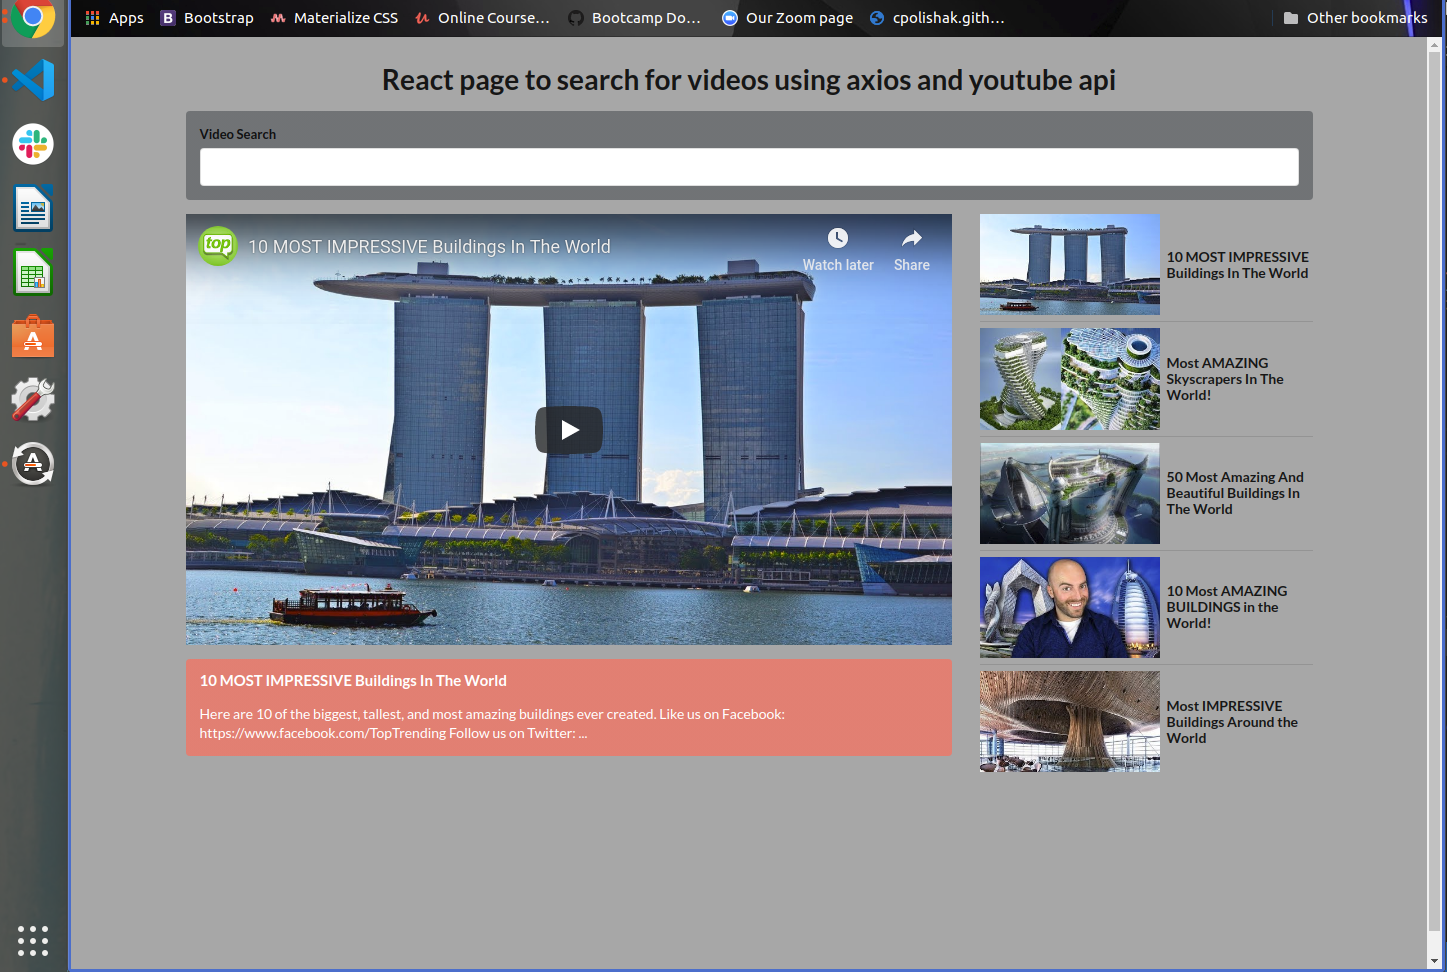 Apps Bootstrap Materialize CSS Online Course... Bootcamp Do... Our Zoom page cpolishak.gith... Other bookmarks
React page to search for videos using axios and youtube api
Video Search
top 10 MOST IMPRESSIVE Buildings In The World
Watch later Share
10 MOST IMPRESSIVE Buildings In The World
Here are 10 of the biggest, tallest, and most amazing buildings ever created. Like us on Facebook:
https://www.facebook.com/TopTrending Follow us on Twitter: ...
10 MOST IMPRESSIVE
Buildings In The World
Most AMAZING
Skyscrapers In The
World!
50 Most Amazing And
Beautiful Buildings In
The World
10 Most AMAZING
BUILDINGS in the
World!
Most IMPRESSIVE
Buildings Around the
World